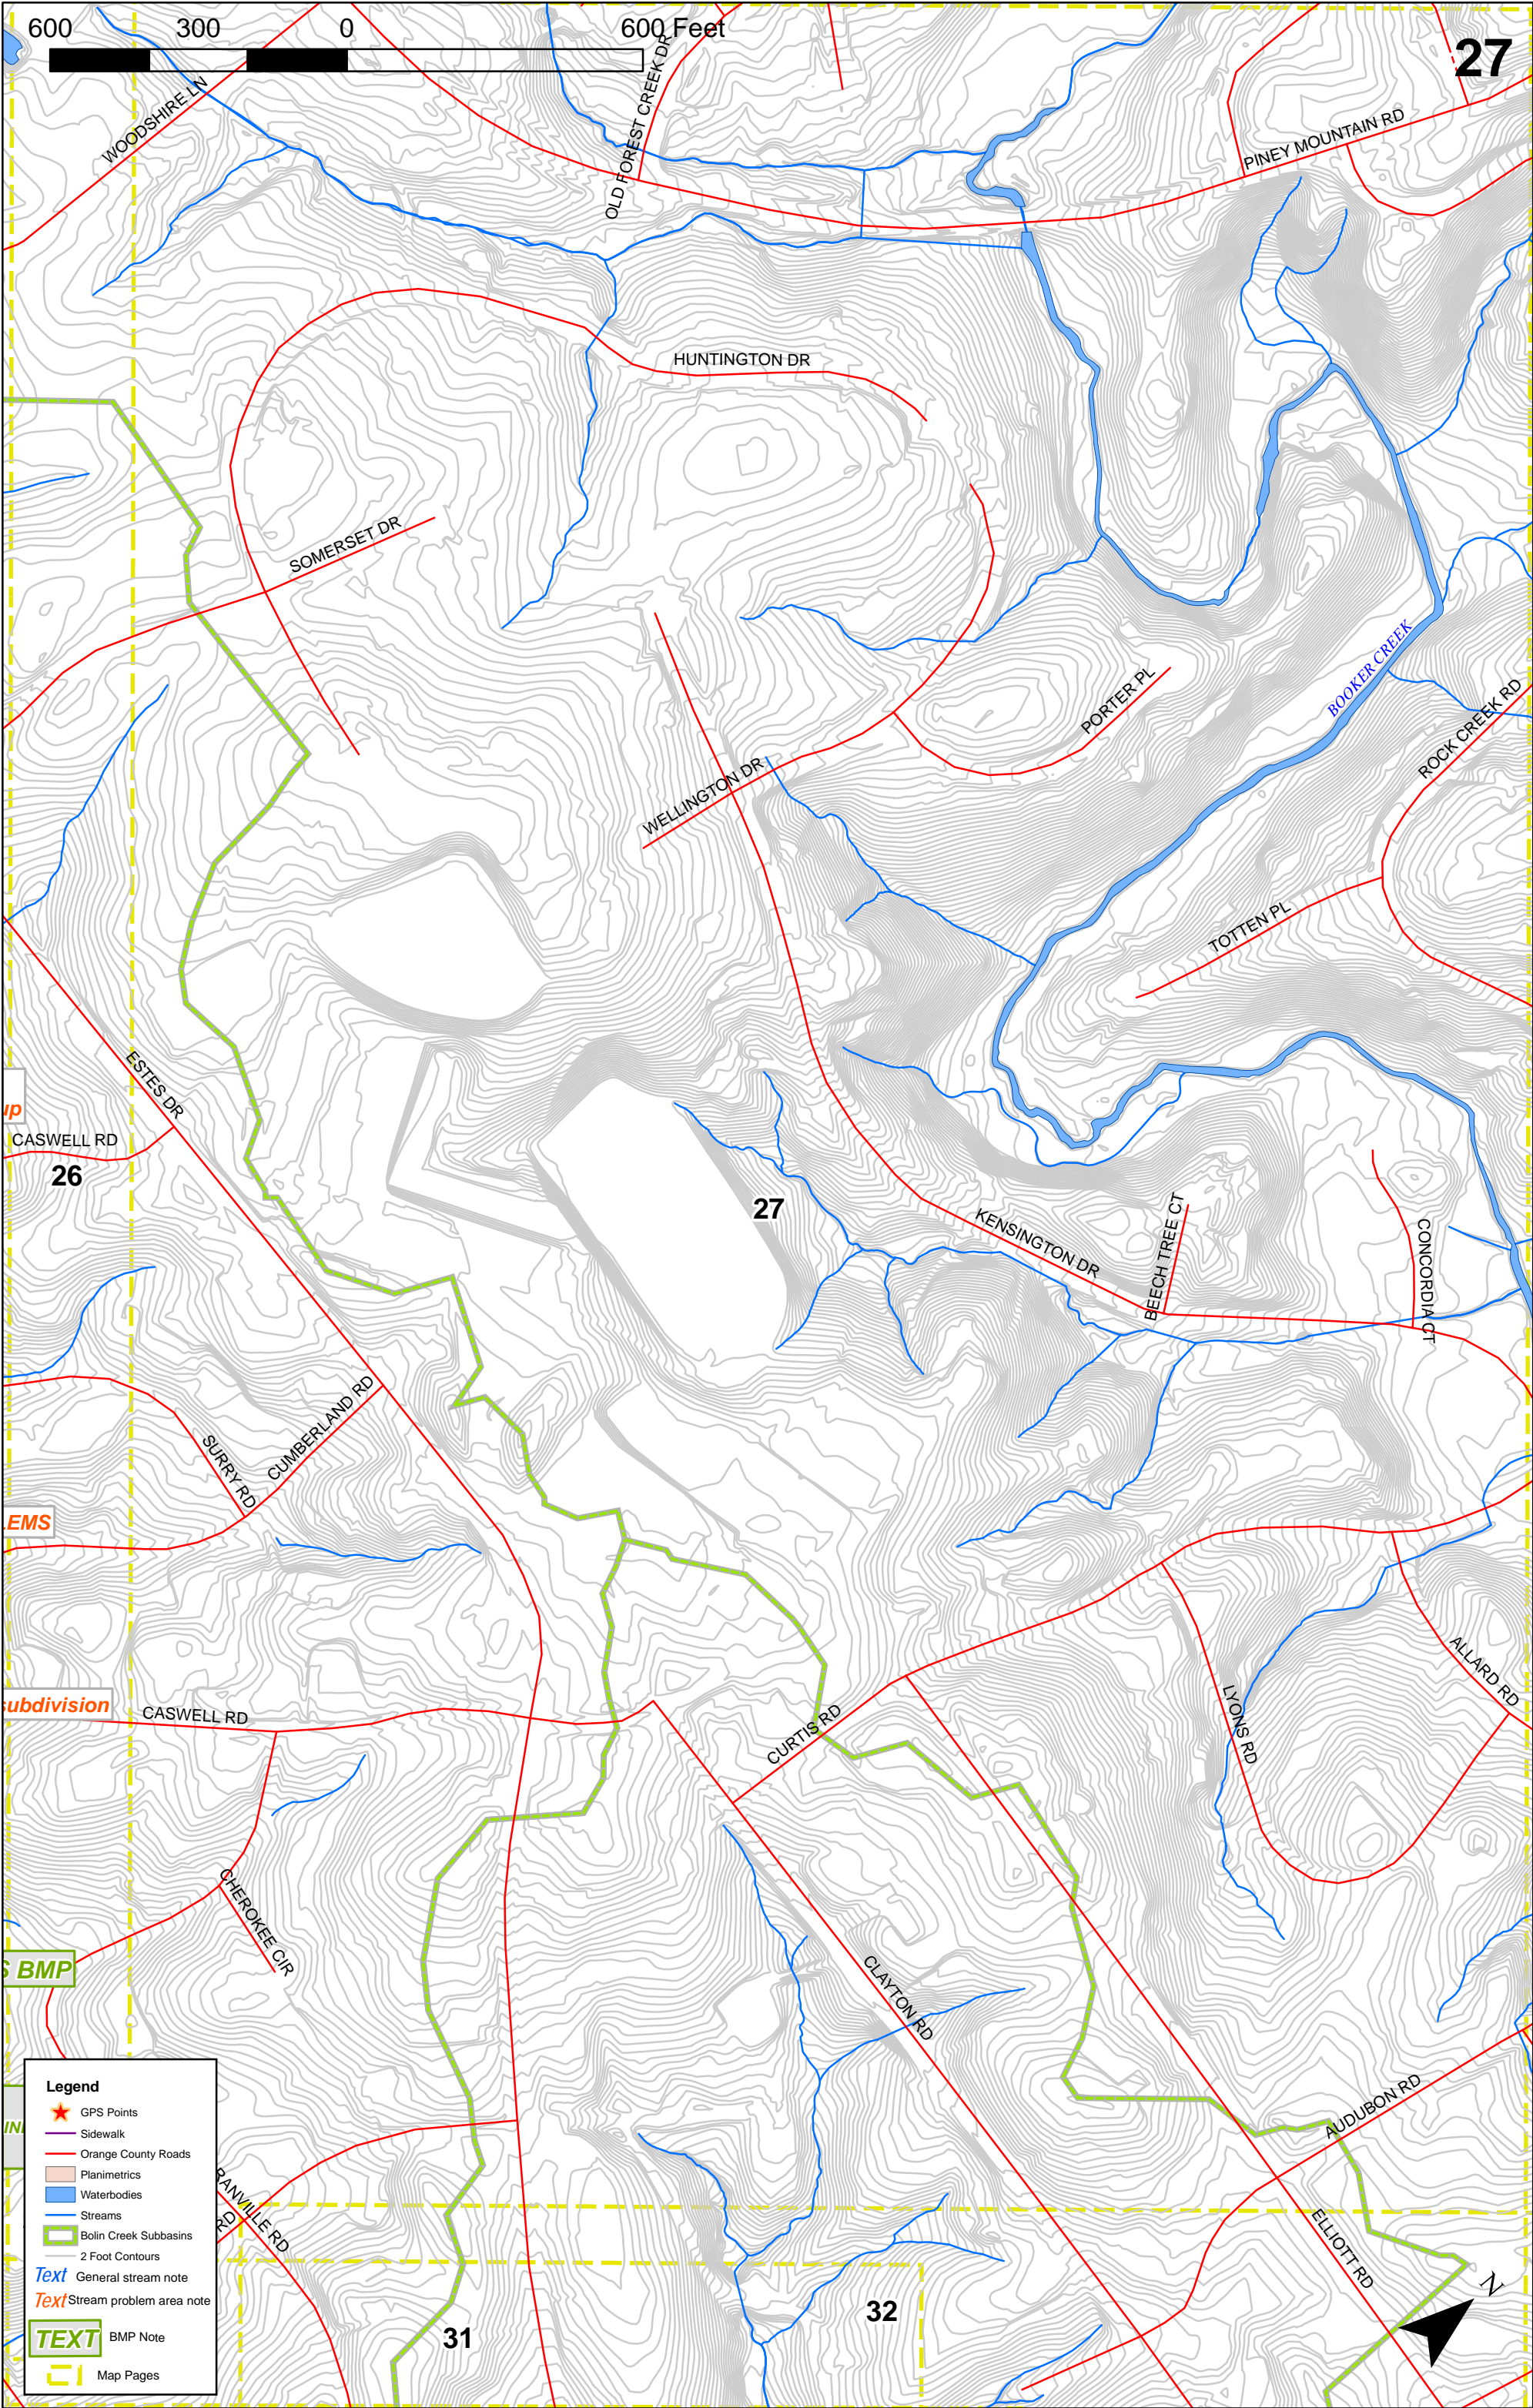 600 300 0 600 Feet
27
WOODSHIRE LN
OLD FOREST CREEK DR
PINEY MOUNTAIN RD
HUNTINGTON DR
SOMERSET DR
PORTER PL
BOOKER CREEK
ROCK CREEK RD
WELLINGTON DR
TOTTEN PL
ESTES DR
up
CASWELL RD
26
27
KENSINGTON DR
BEECH TREE CT
CONCORDIA CT
CUMBERLAND RD
SURRY RD
EMS
ALLARD RD
LYONS RD
subdivision
CASWELL RD
CURTIS RD
CHEROKEE CIR
S BMP
CLAYTON RD
AUDUBON RD
ELLIOTT RD
N
IN
RANVILLE RD
RD
31
32
Legend
GPS Points
Sidewalk
Orange County Roads
Planimetrics
Waterbodies
Streams
Bolin Creek Subbasins
2 Foot Contours
Text General stream note
Text Stream problem area note
TEXT BMP Note
Map Pages